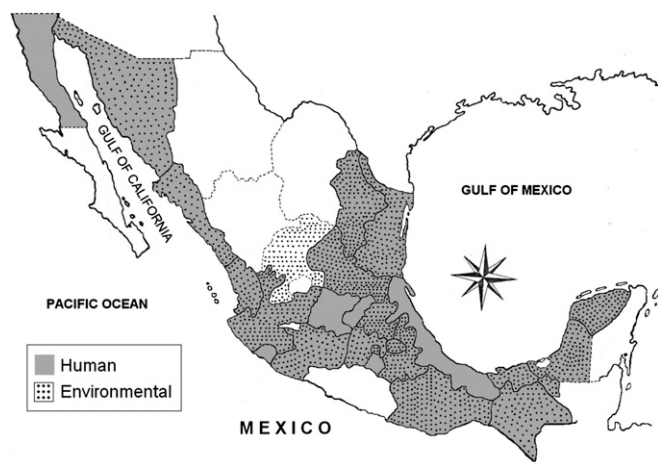 GULF OF CALIFORNIA
GULF OF MEXICO
PACIFIC OCEAN
Human
Environmental
MEXICO